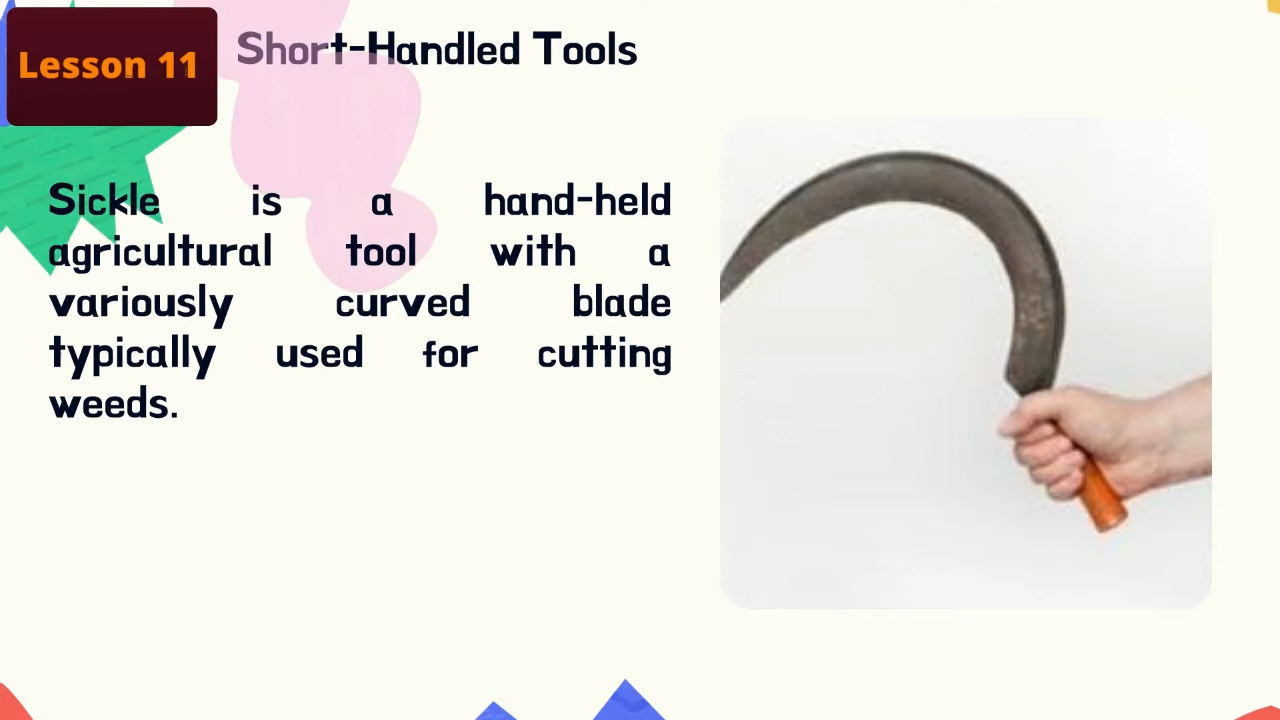 Lesson 11
Short-Handled Tools
Sickle is a hand-held
agricultural tool with a
variously curved blade
typically used for cutting
weeds.